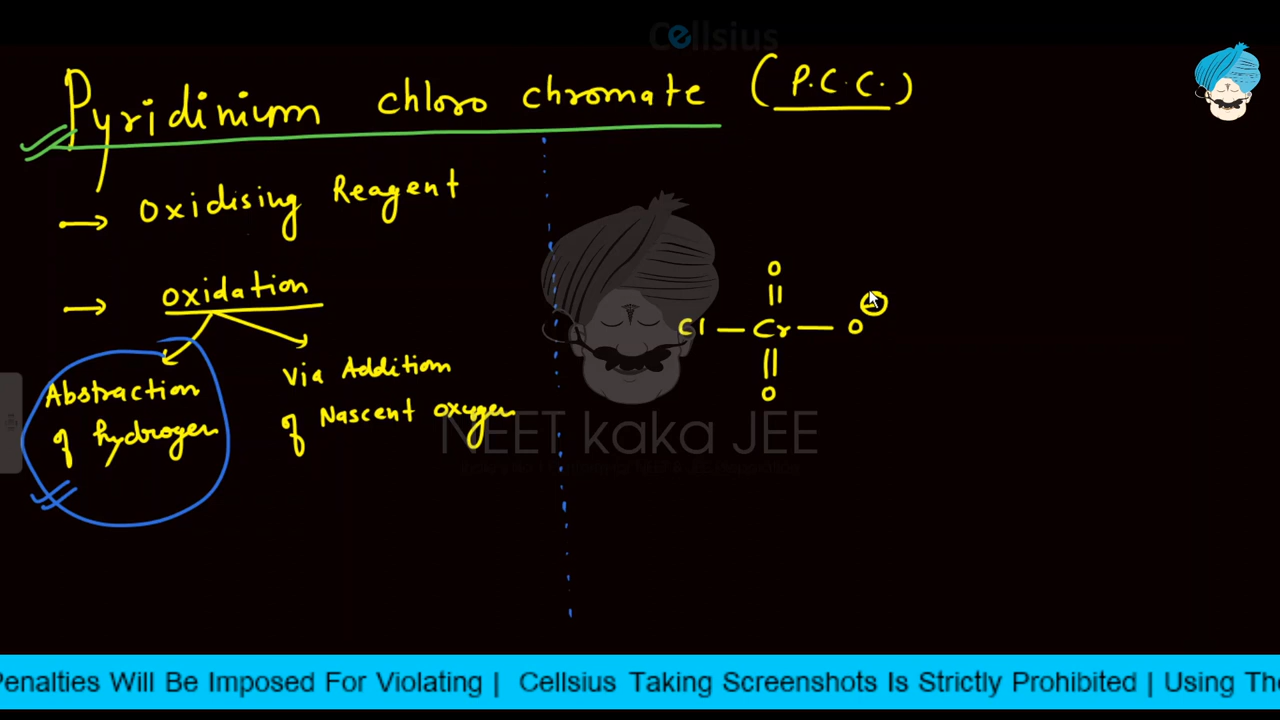 Cellsius
Pyridinium chloro chromate (P.C.C.)
→ Oxidising Reagent
→ oxidation
Abstraction
of hydrogen
Via Addition
of Nascent oxygen
O
||
Cl — Cr — O ⊖
||
O
NEET kaka JEE
Penalties Will Be Imposed For Violating | Cellsius Taking Screenshots Is Strictly Prohibited | Using The